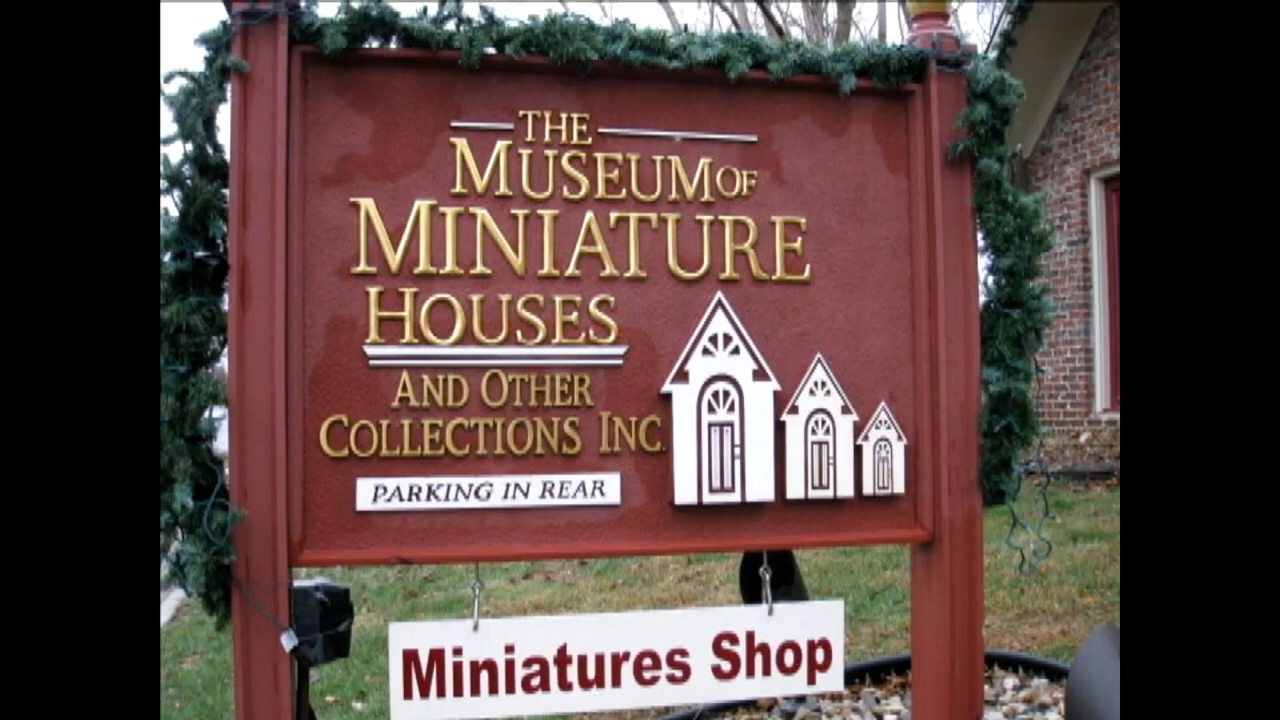 THE
MUSEUM OF
MINIATURE
HOUSES
AND OTHER
COLLECTIONS INC.
PARKING IN REAR
Miniatures Shop